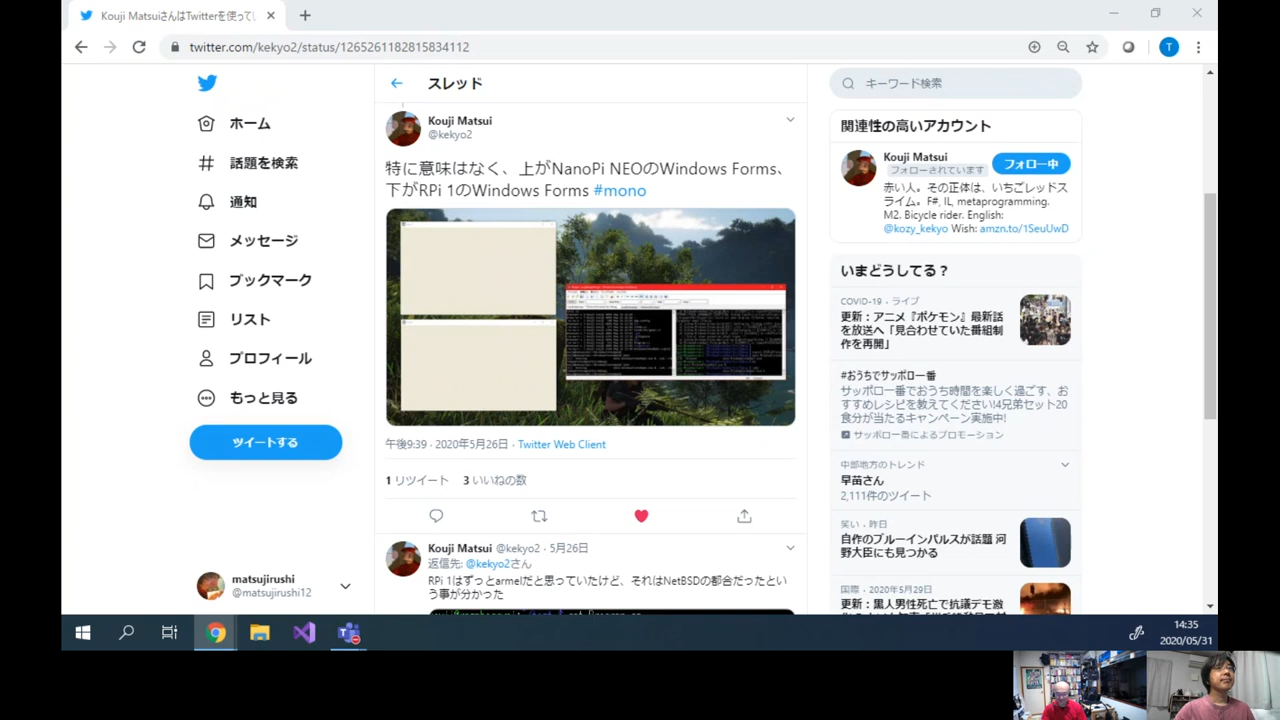 Kouji MatsuiさんはTwitterを使ってい
twitter.com/kekyo2/status/1265261182815834112
T
ホーム
話題を検索
通知
メッセージ
ブックマーク
リスト
プロフィール
もっと見る
ツイートする
matsujirushi
@matsujirushi12
スレッド
Kouji Matsui
@kekyo2
特に意味はなく、上がNanoPi NEOのWindows Forms、
下がRPi 1のWindows Forms #mono
午後9:39 · 2020年5月26日 · Twitter Web Client
1 リツイート 3 いいねの数
Kouji Matsui @kekyo2 · 5月26日
返信先: @kekyo2さん
RPi 1はずっとarmelだと思っていたけど、それはNetBSDの都合だったとい
う事が分かった
キーワード検索
関連性の高いアカウント
Kouji Matsui
フォローされています
フォロー中
@kekyo2
赤い人。その正体は、いちごレッドス
ライム。F#, IL, metaprogramming.
M2. Bicycle rider. English:
@kozy_kekyo Wish: amzn.to/1SeuUwD
いまどうしてる？
COVID-19 · ライブ
更新：アニメ『ポケモン』最新話
を放送へ「見合わせていた番組制
作を再開」
#おうちでサッポロ一番
サッポロ一番でおうち時間を楽しく過ごす、お
すすめレシピを教えてください!4兄弟セット20
食分が当たるキャンペーン実施中!
サッポロ一番によるプロモーション
中部地方のトレンド
早苗さん
2,111件のツイート
笑い · 昨日
自作のブルーインパルスが話題 河
野大臣にも見つかる
国際 · 2020年5月29日
更新：黒人男性死亡で抗議デモ激
14:35
2020/05/31